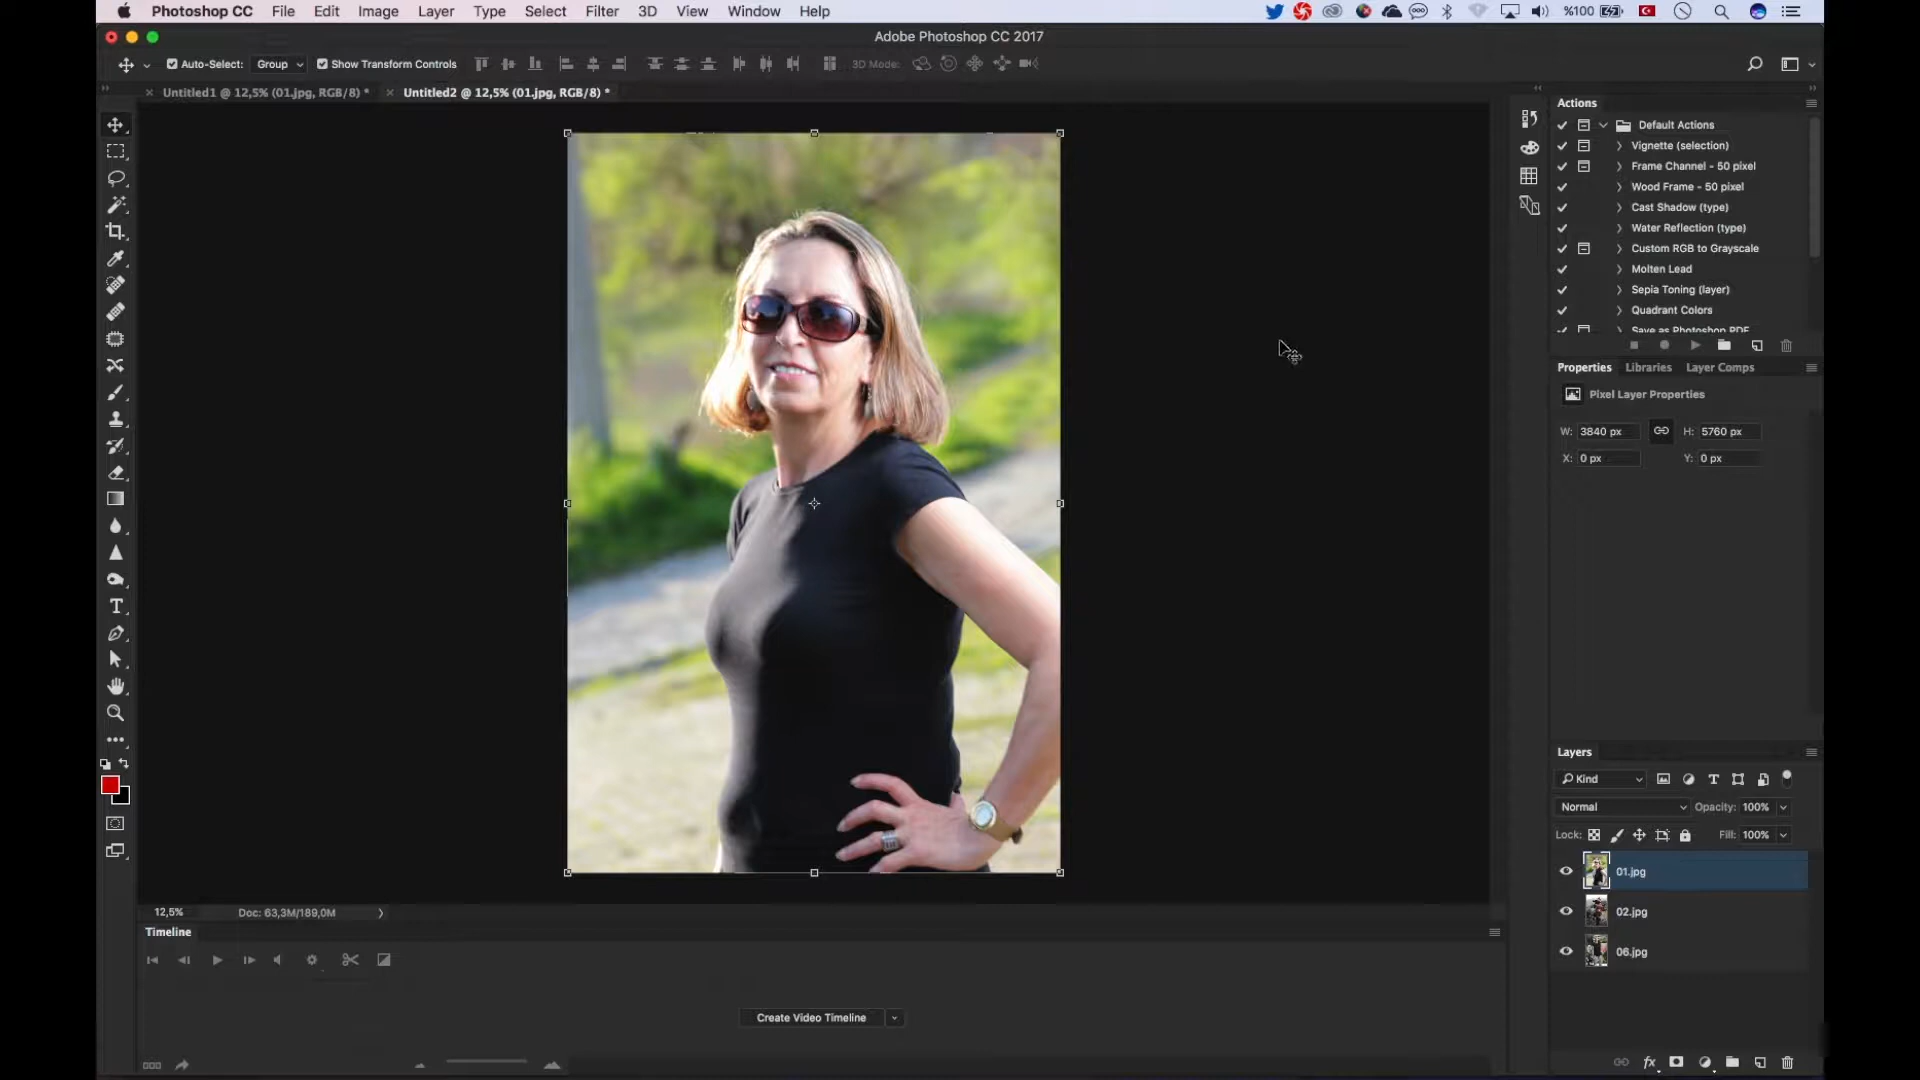 Photoshop CC File Edit Image Layer Type Select Filter 3D View Window Help %100
Adobe Photoshop CC 2017
Auto-Select: Group Show Transform Controls 3D Mode:
Untitled1 @ 12,5% (01.jpg, RGB/8) * Untitled2 @ 12,5% (01.jpg, RGB/8) *
Actions
Default Actions
Vignette (selection)
Frame Channel - 50 pixel
Wood Frame - 50 pixel
Cast Shadow (type)
Water Reflection (type)
Custom RGB to Grayscale
Molten Lead
Sepia Toning (layer)
Quadrant Colors
Save as Photoshop PDF
Properties Libraries Layer Comps
Pixel Layer Properties
W: 3840 px H: 5760 px
X: 0 px Y: 0 px
Layers
Kind
Normal Opacity: 100%
Lock: Fill: 100%
01.jpg
02.jpg
06.jpg
12,5% Doc: 63,3M/189,0M
Timeline
Create Video Timeline